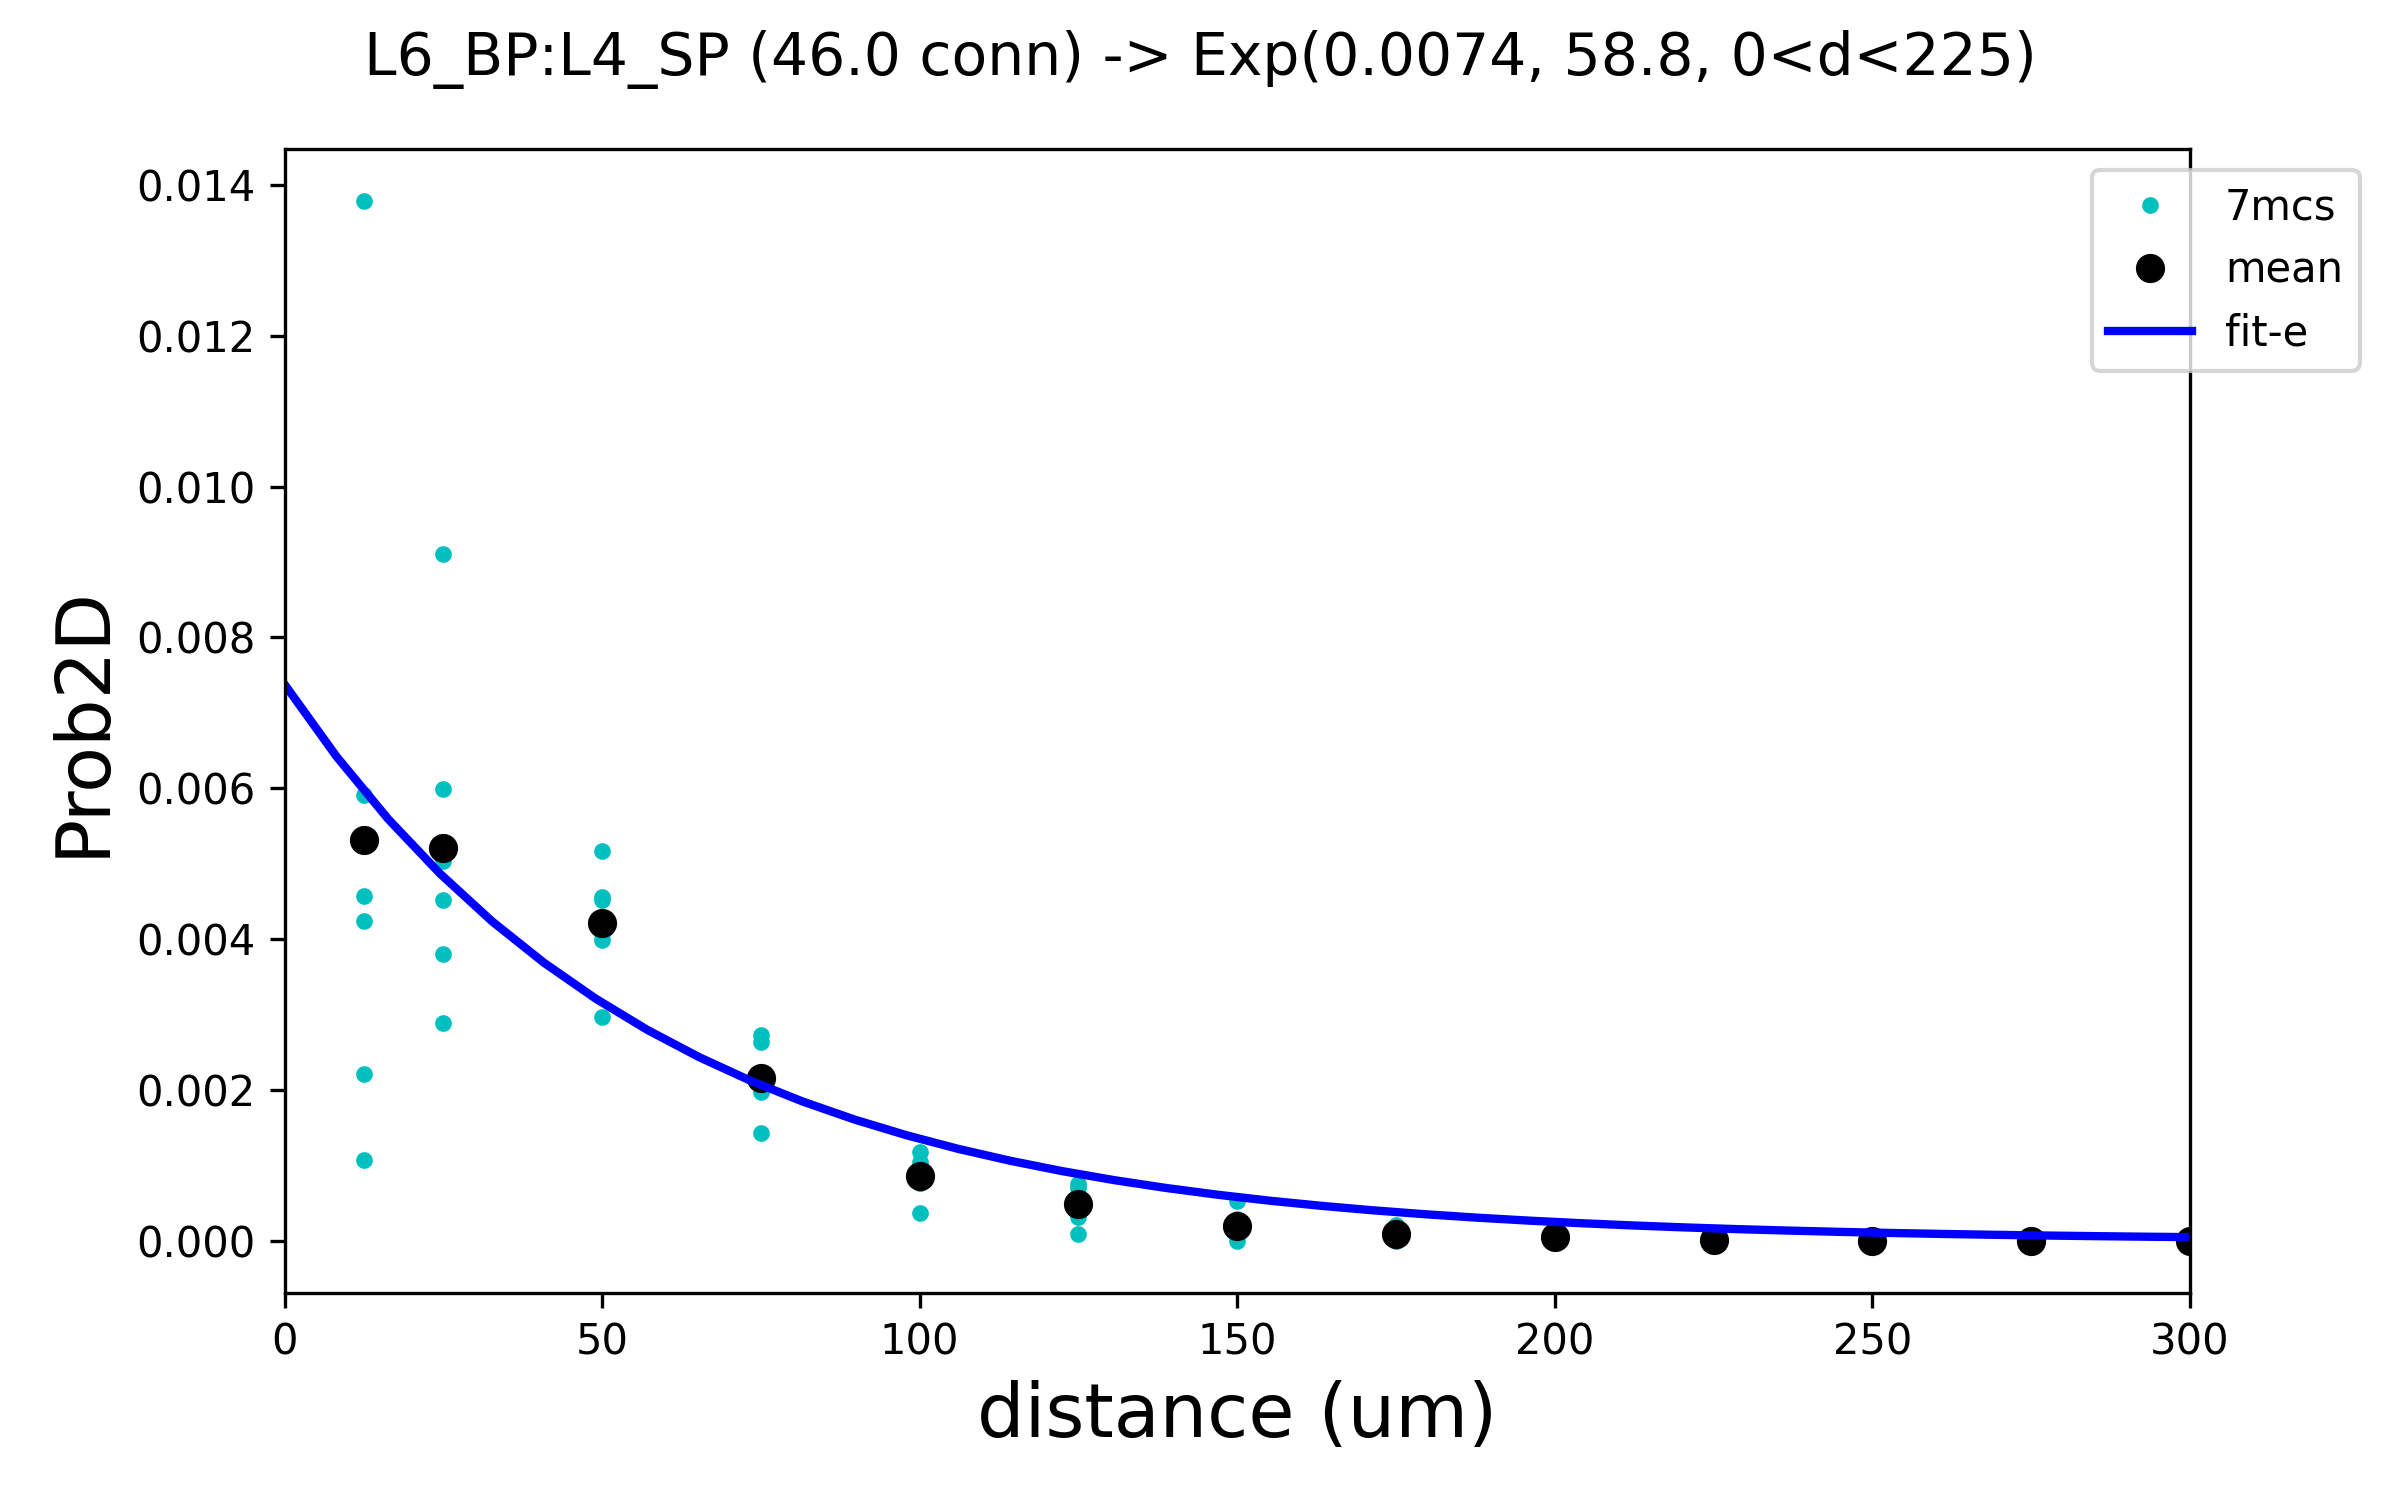 L6_BP:L4_SP (46.0 conn) -> Exp(0.0074, 58.8, 0<d<225)
0.014
0.012
0.010
0.008
0.006
0.004
0.002
0.000
Prob2D
7mcs
mean
fit-e
0 50 100 150 200 250 300
distance (um)